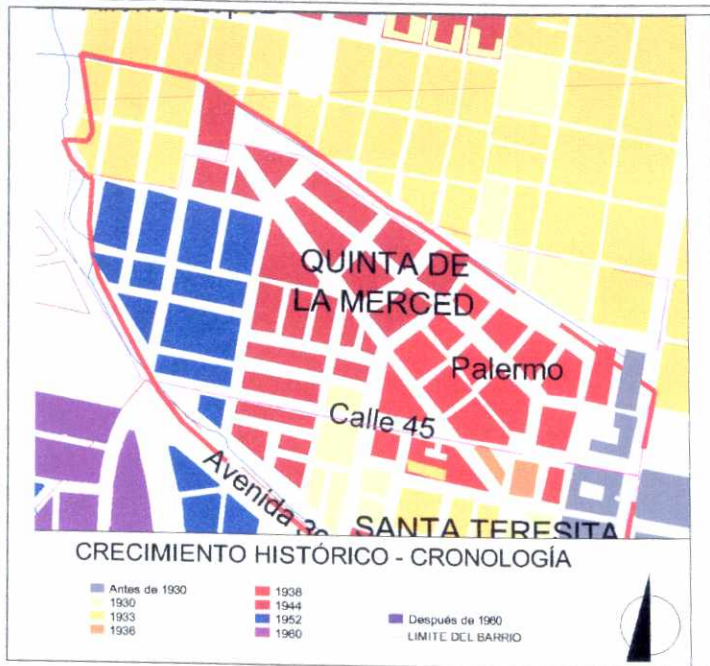 QUINTA DE
LA MERCED
Palermo
Calle 45
Avenida 39
SANTA TERESITA
CRECIMIENTO HISTÓRICO - CRONOLOGÍA
Antes de 1930
1930
1933
1936
1938
1944
1952
1960
Después de 1960
LIMITE DEL BARRIO